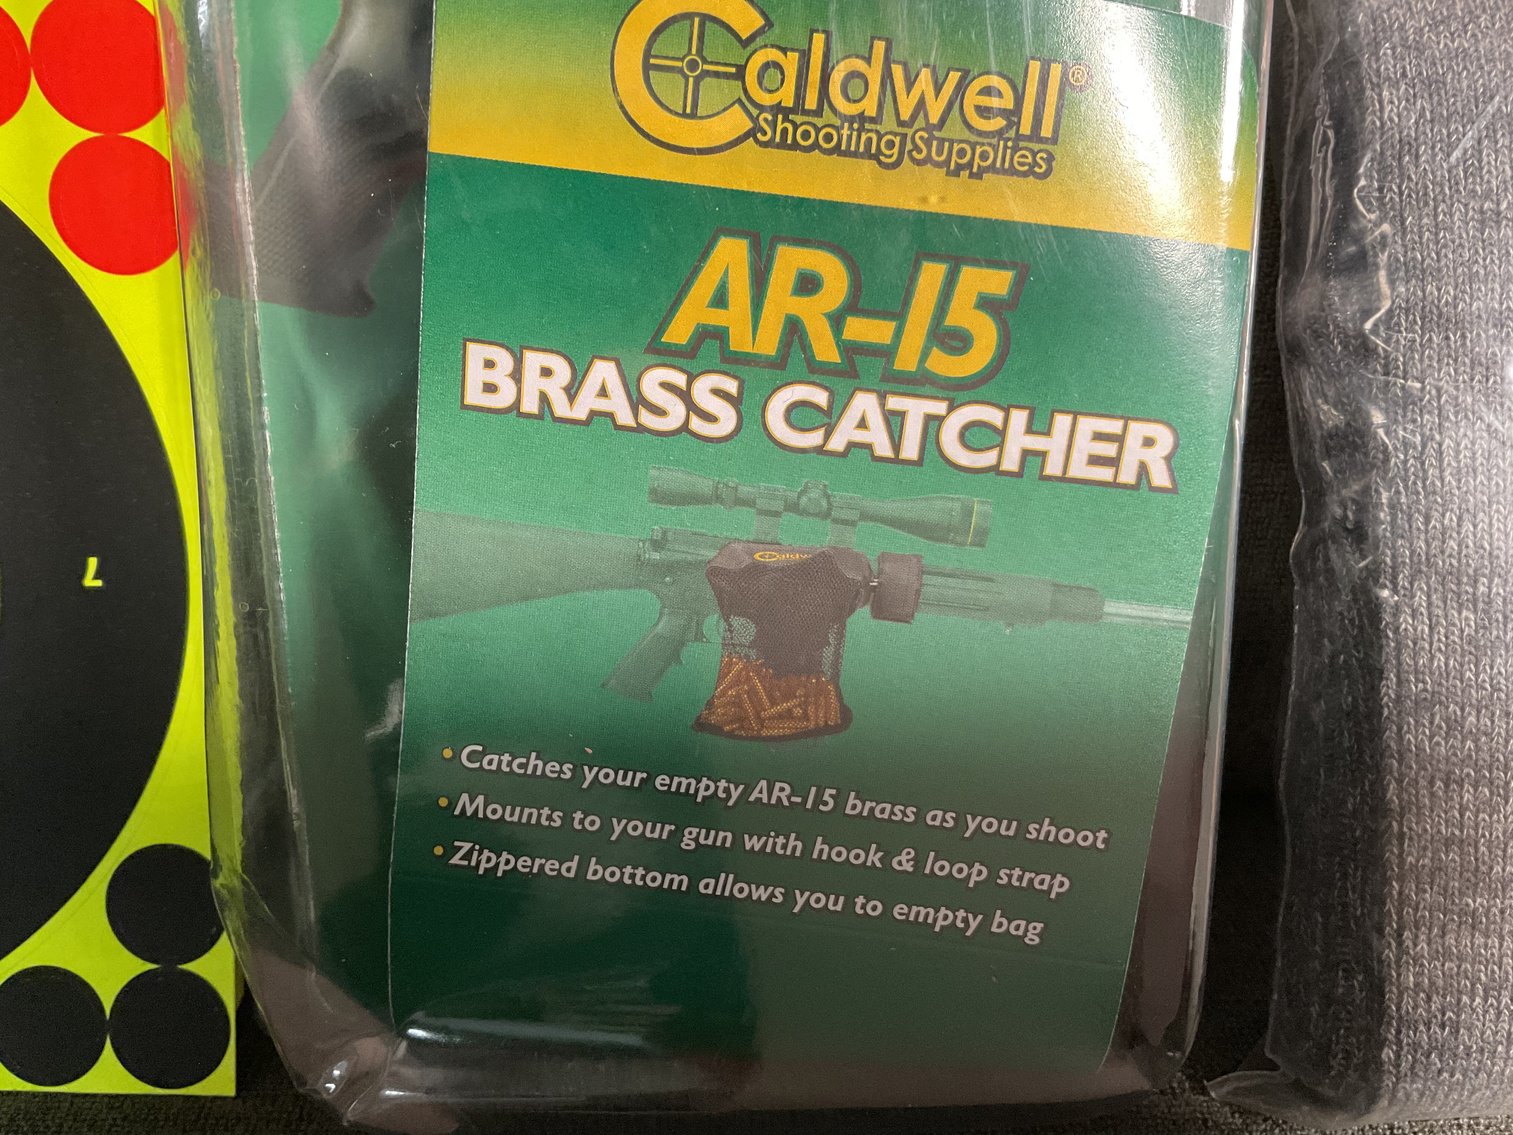 Caldwell®
Shooting Supplies
AR-15
BRASS CATCHER
Caldwell
7
• Catches your empty AR-15 brass as you shoot
• Mounts to your gun with hook & loop strap
• Zippered bottom allows you to empty bag